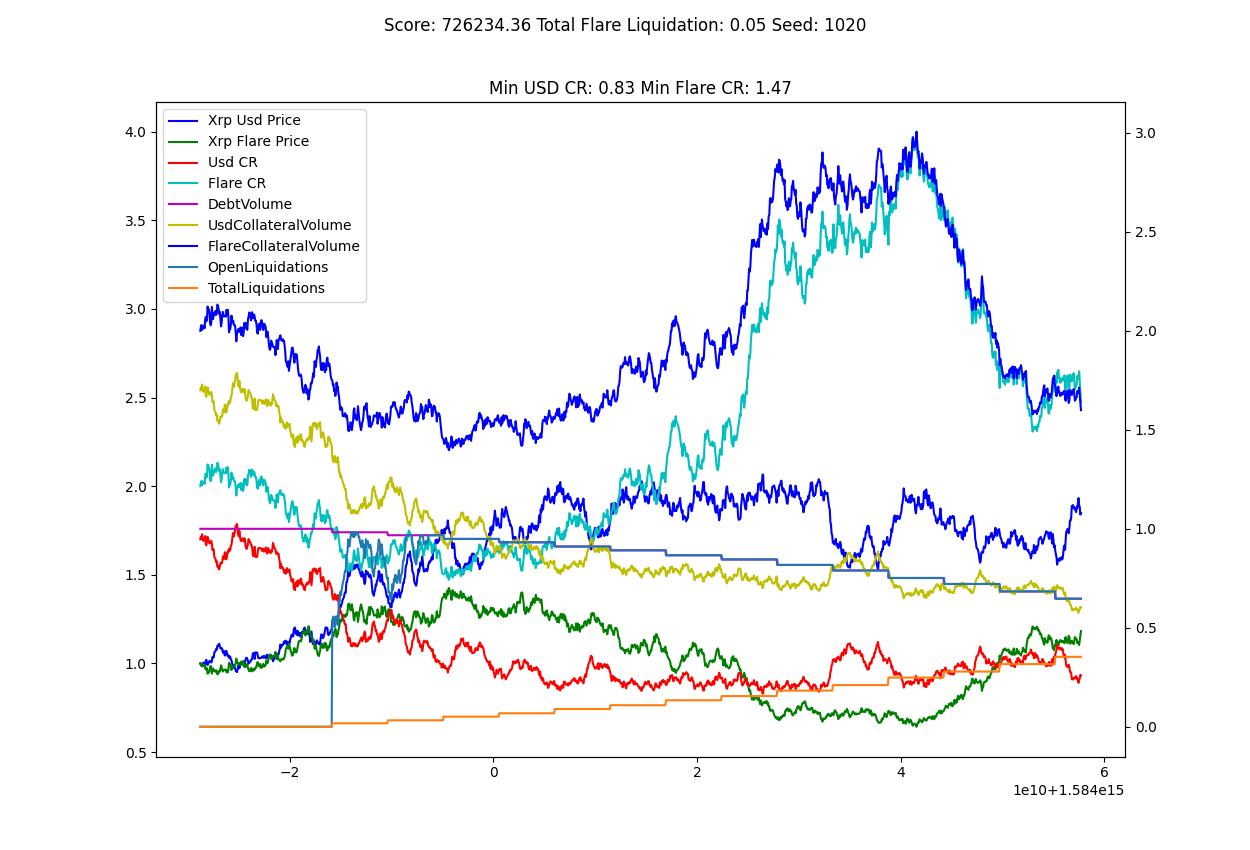 Score: 726234.36 Total Flare Liquidation: 0.05 Seed: 1020
Min USD CR: 0.83 Min Flare CR: 1.47
Xrp Usd Price
Xrp Flare Price
Usd CR
Flare CR
DebtVolume
UsdCollateralVolume
FlareCollateralVolume
OpenLiquidations
TotalLiquidations
4.0
3.5
3.0
2.5
2.0
1.5
1.0
0.5
3.0
2.5
2.0
1.5
1.0
0.5
0.0
−2 0 2 4 6
1e10+1.584e15